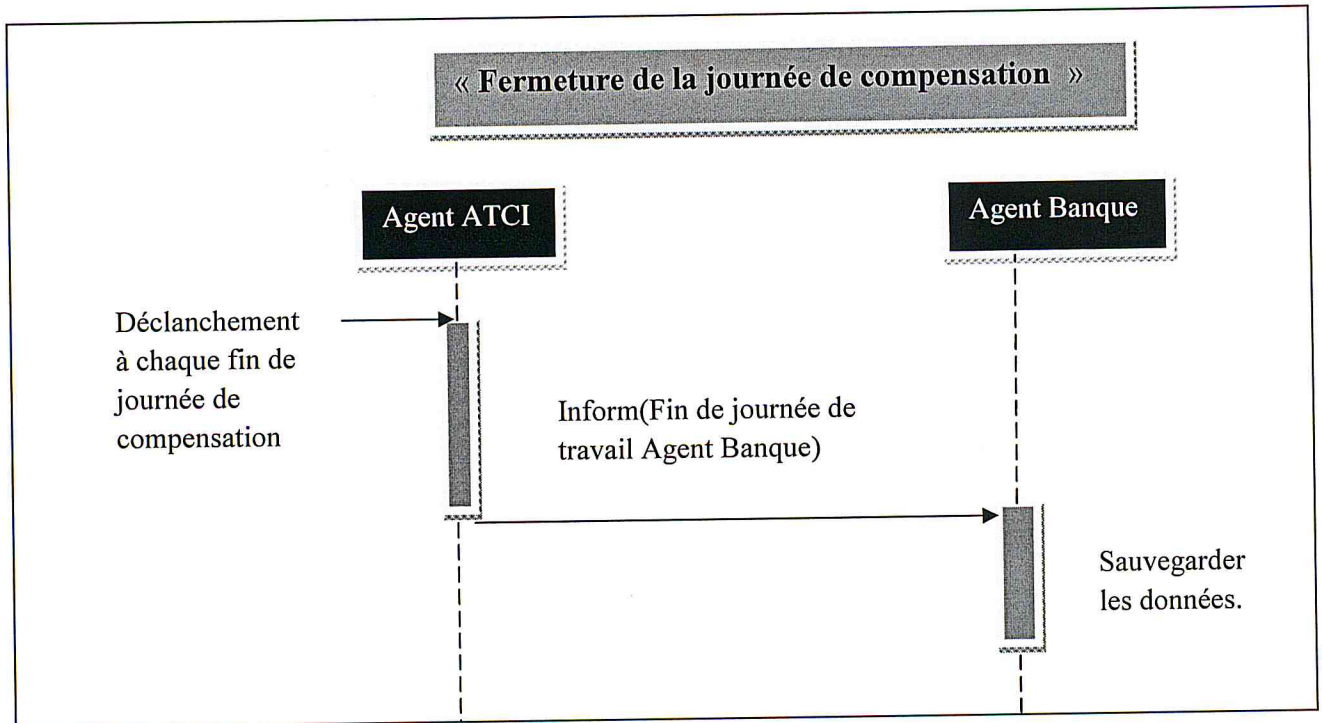 « Fermeture de la journée de compensation »
Agent ATCI
Agent Banque
Déclanchement
à chaque fin de
journée de
compensation
Inform(Fin de journée de
travail Agent Banque)
Sauvegarder
les données.